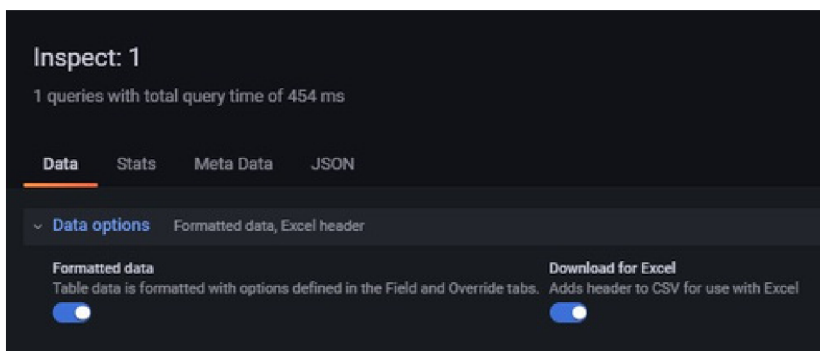 Inspect: 1
1 queries with total query time of 454 ms
Data Stats Meta Data JSON
Data options Formatted data, Excel header
Formatted data Download for Excel
Table data is formatted with options defined in the Field and Override tabs. Adds header to CSV for use with Excel